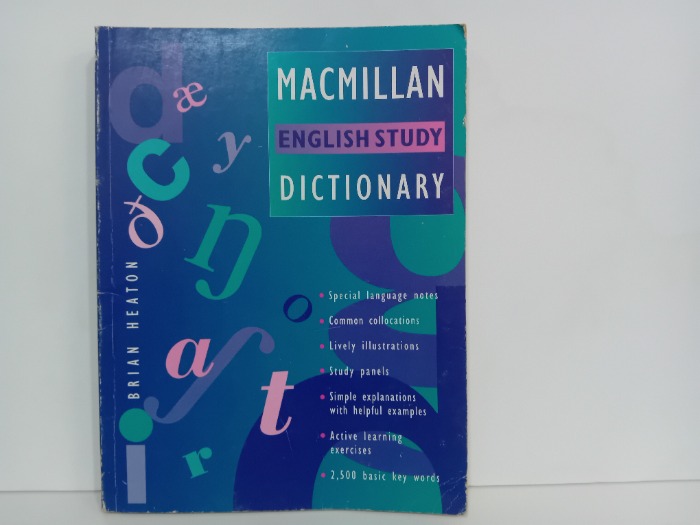 MACMILLAN
ENGLISH STUDY
DICTIONARY
BRIAN HEATON
• Special language notes
• Common collocations
• Lively illustrations
• Study panels
• Simple explanations
with helpful examples
• Active learning
exercises
• 2,500 basic key words
d
æ
c
y
ŋ
a
t
r
i